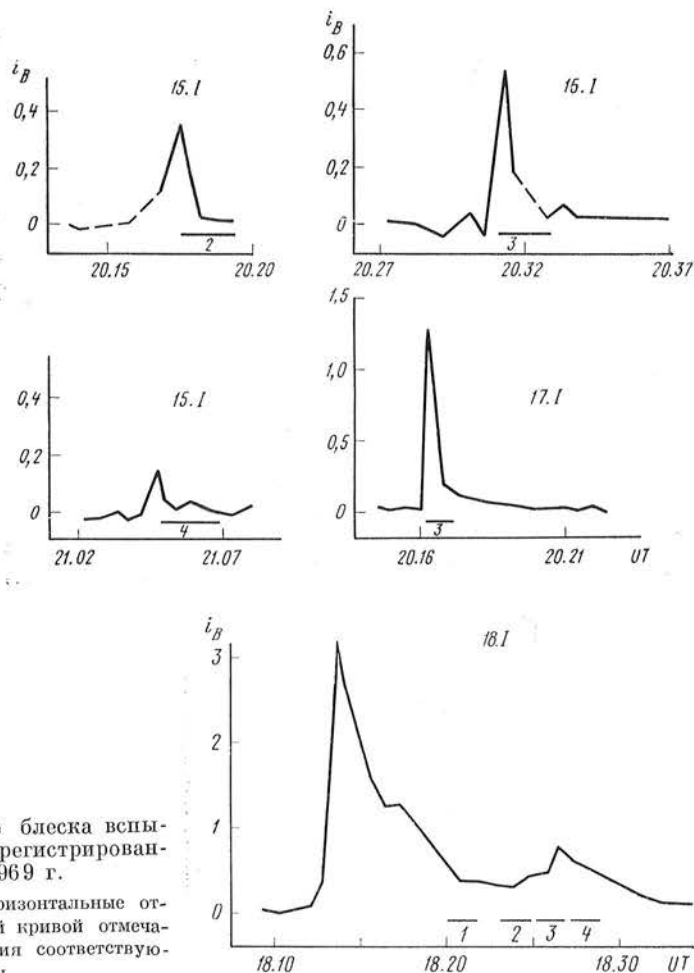 i_B
15.I
0,4
0,2
0
2
20.15
20.20
i_B
15.I
0,6
0,4
0,2
0
3
20.27
20.32
20.37
15.I
0,4
0,2
0
4
21.02
21.07
17.I
1,5
1,0
0,5
0
3
20.16
20.21
UT
i_B
18.I
3
2
1
0
1
2
3
4
18.10
18.20
18.30
UT
блеска вспы-
регистрирован-
969 г.
ризонтальные от-
й кривой отмеча-
ния соответствую-